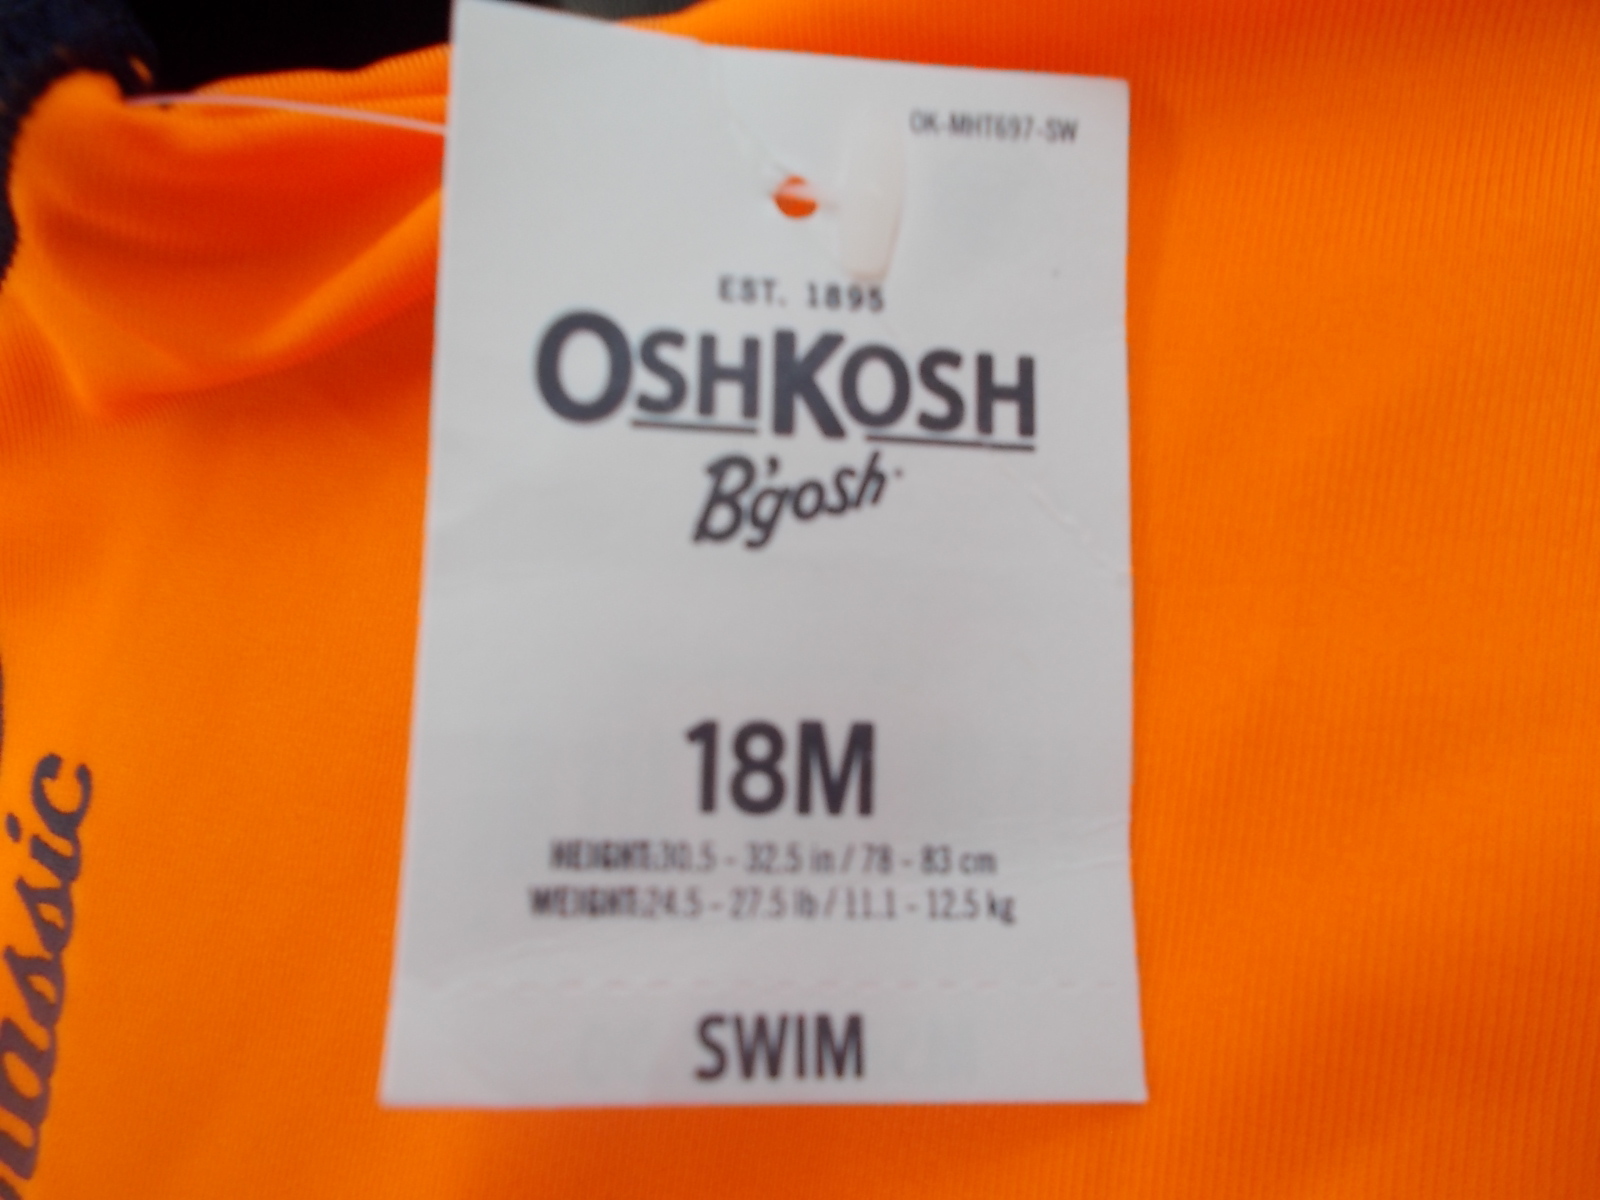 OK-MHT697-SW
EST. 1895
OSHKOSH
B'gosh
18M
HEIGHT:30.5 - 32.5 in / 78 - 83 cm
WEIGHT:24.5 - 27.5 lb / 11.1 - 12.5 kg
SWIM